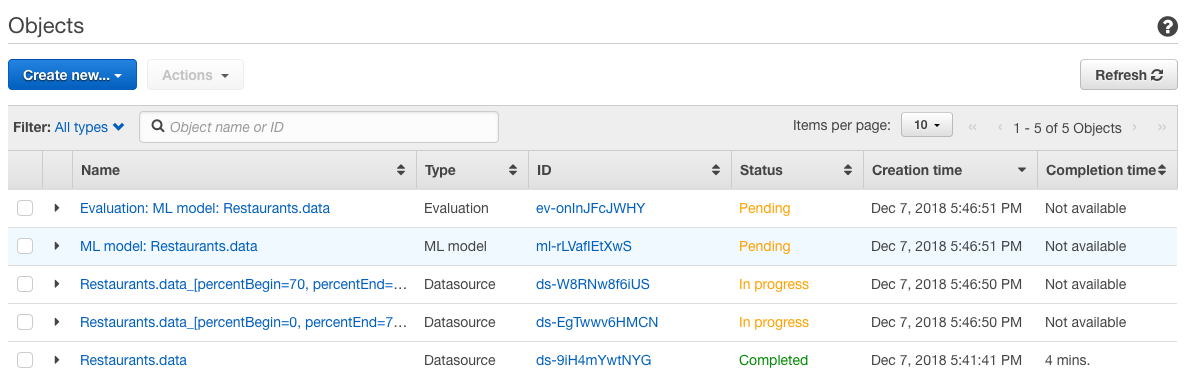 Objects
Create new... Actions Refresh
Filter: All types Object name or ID Items per page: 10 « ‹ 1 - 5 of 5 Objects › »
Name Type ID Status Creation time Completion time
Evaluation: ML model: Restaurants.data Evaluation ev-onInJFcJWHY Pending Dec 7, 2018 5:46:51 PM Not available
ML model: Restaurants.data ML model ml-rLVaflEtXwS Pending Dec 7, 2018 5:46:51 PM Not available
Restaurants.data_[percentBegin=70, percentEnd=... Datasource ds-W8RNw8f6iUS In progress Dec 7, 2018 5:46:50 PM Not available
Restaurants.data_[percentBegin=0, percentEnd=7... Datasource ds-EgTwwv6HMCN In progress Dec 7, 2018 5:46:50 PM Not available
Restaurants.data Datasource ds-9iH4mYwtNYG Completed Dec 7, 2018 5:41:41 PM 4 mins.